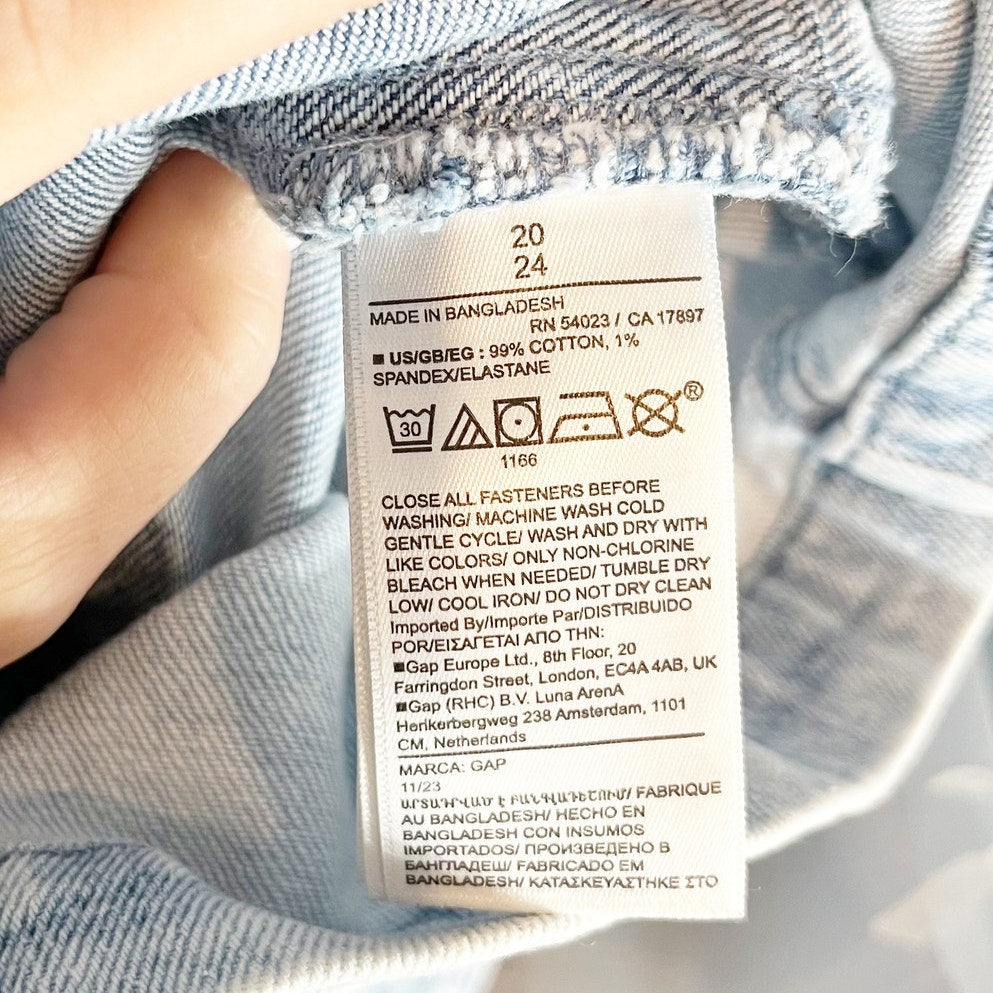 20
24
MADE IN BANGLADESH
RN 54023 / CA 17897
US/GB/EG : 99% COTTON, 1%
SPANDEX/ELASTANE
30
®
1166
CLOSE ALL FASTENERS BEFORE
WASHING/ MACHINE WASH COLD
GENTLE CYCLE/ WASH AND DRY WITH
LIKE COLORS/ ONLY NON-CHLORINE
BLEACH WHEN NEEDED/ TUMBLE DRY
LOW/ COOL IRON/ DO NOT DRY CLEAN
Imported By/Importe Par/DISTRIBUIDO
POR/ΕΙΣΑΓΕΤΑΙ ΑΠΟ ΤΗΝ:
Gap Europe Ltd., 8th Floor, 20
Farringdon Street, London, EC4A 4AB, UK
Gap (RHC) B.V. Luna ArenA
Herikerbergweg 238 Amsterdam, 1101
CM, Netherlands
MARCA: GAP
11/23
ԱՐՏԱԴՐՎԱԾ Է ԲԱՆԳԼԱԴԵՇՈՒՄ/ FABRIQUÉ
AU BANGLADESH/ HECHO EN
BANGLADESH CON INSUMOS
IMPORTADOS/ ПРОИЗВЕДЕНО В
БАНГЛАДЕШ/ FABRICADO EM
BANGLADESH/ ΚΑΤΑΣΚΕΥΑΣΤΗΚΕ ΣΤΟ